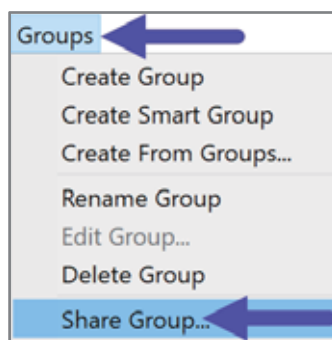 Groups
Create Group
Create Smart Group
Create From Groups...
Rename Group
Edit Group...
Delete Group
Share Group...